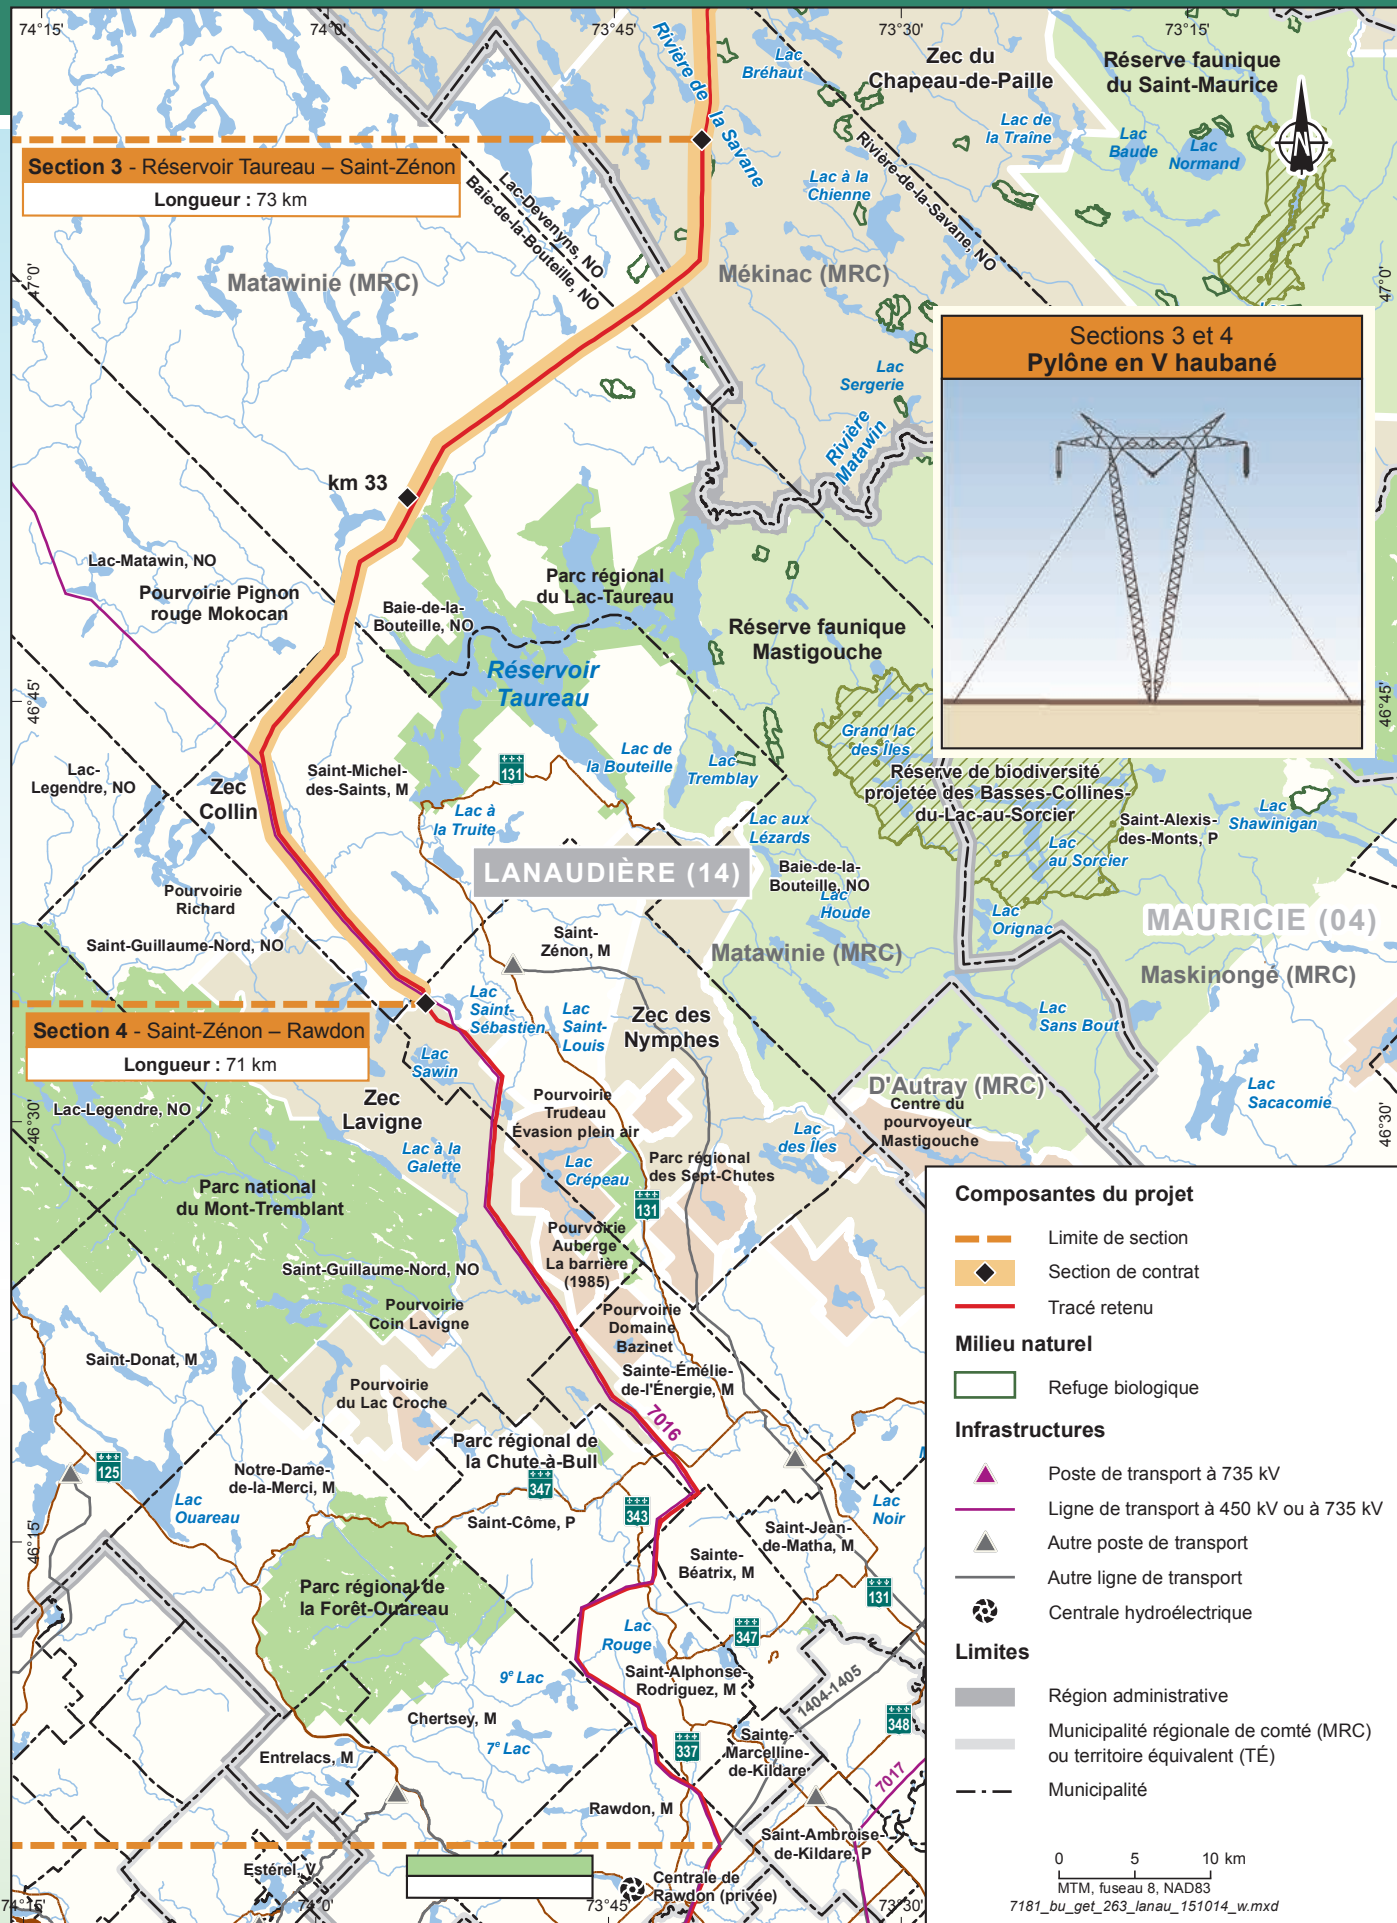 74°15'
74°0'
73°45'
73°30'
73°15'
Rivière de la Savane
Lac
Bréhaut
Zec du
Chapeau-de-Paille
Réserve faunique
du Saint-Maurice
Lac de
la Traîne
Lac
Baude
Lac
Normand
N
Section 3 - Réservoir Taureau – Saint-Zénon
Longueur : 73 km
Lac-Devenyns, NO
Baie-de-la-Bouteille, NO
Lac à la
Chienne
Rivière-de-la-Savane, NO
47°0'
Matawinie (MRC)
Mékinac (MRC)
47°0'
Sections 3 et 4
Pylône en V haubané
Lac
Sergerie
Rivière
Matawin
km 33
Lac-Matawin, NO
Pourvoirie Pignon
rouge Mokocan
Baie-de-la-
Bouteille, NO
Parc régional
du Lac-Taureau
Réserve faunique
Mastigouche
Réservoir
Taureau
46°45'
46°45'
Grand lac
des Îles
Lac de
la Bouteille
Lac
Tremblay
Lac-
Legendre, NO
Zec
Collin
Saint-Michel-
des-Saints, M
131
Réserve de biodiversité
projetée des Basses-Collines-
du-Lac-au-Sorcier
Lac à
la Truite
Lac aux
Lézards
Saint-Alexis-
des-Monts, P
Lac
Shawinigan
Lac
au Sorcier
LANAUDIÈRE (14)
Baie-de-la-
Bouteille, NO
Lac
Houde
Pourvoirie
Richard
Lac
Orignac
MAURICIE (04)
Saint-Guillaume-Nord, NO
Saint-
Zénon, M
Matawinie (MRC)
Maskinongé (MRC)
Section 4 - Saint-Zénon – Rawdon
Longueur : 71 km
Lac
Saint-
Sébastien
Lac
Saint-
Louis
Zec des
Nymphes
Lac
Sans Bout
Lac
Sawin
D'Autray (MRC)
Lac
Sacacomie
Lac-Legendre, NO
46°30'
Zec
Lavigne
Pourvoirie
Trudeau
Évasion plein air
Centre du
pourvoyeur
Mastigouche
46°30'
Lac
des Îles
Lac à la
Galette
Lac
Crépeau
Parc régional
des Sept-Chutes
Parc national
du Mont-Tremblant
131
Pourvoirie
Auberge
La barrière
(1985)
Saint-Guillaume-Nord, NO
Pourvoirie
Coin Lavigne
Pourvoirie
Domaine
Bazinet
Saint-Donat, M
Sainte-Émélie-
de-l'Énergie, M
Pourvoirie
du Lac Croche
7016
Parc régional de
la Chute-à-Bull
125
Notre-Dame-
de-la-Merci, M
347
343
Lac
Ouareau
Saint-Côme, P
Lac
Noir
Saint-Jean-
de-Matha, M
46°15'
Sainte-
Béatrix, M
Parc régional de
la Forêt-Ouareau
131
Lac
Rouge
347
9e Lac
Saint-Alphonse-
Rodriguez, M
1404-1405
Chertsey, M
348
7e Lac
Entrelacs, M
337
Sainte-
Marcelline-
de-Kildare
7017
Rawdon, M
Saint-Ambroise-
de-Kildare, P
Estérel, V
Centrale de
Rawdon (privée)
74°15'
74°0'
73°45'
73°30'
Composantes du projet
Limite de section
Section de contrat
Tracé retenu
Milieu naturel
Refuge biologique
Infrastructures
Poste de transport à 735 kV
Ligne de transport à 450 kV ou à 735 kV
Autre poste de transport
Autre ligne de transport
Centrale hydroélectrique
Limites
Région administrative
Municipalité régionale de comté (MRC)
ou territoire équivalent (TÉ)
Municipalité
0 5 10 km
MTM, fuseau 8, NAD83
7181_bu_get_263_lanau_151014_w.mxd